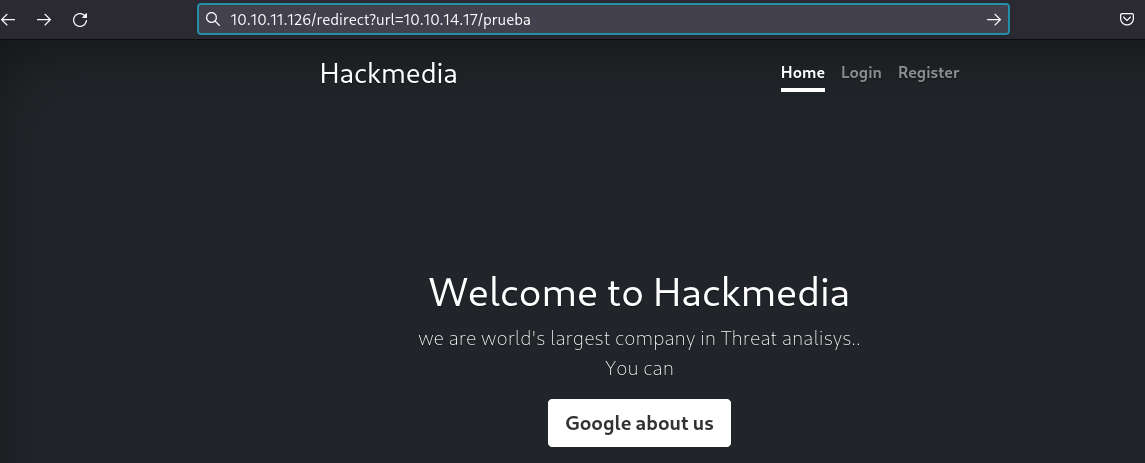 10.10.11.126/redirect?url=10.10.14.17/prueba
Hackmedia
Home Login Register
Welcome to Hackmedia
we are world's largest company in Threat analisys..
You can
Google about us